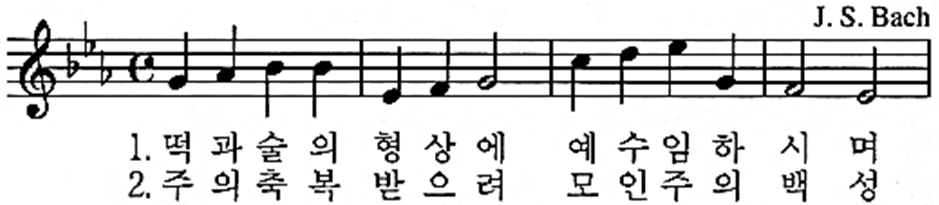 J. S. Bach
1. 떡 과 술 의 형 상 에 예 수 임 하 시 며
2. 주 의 축 복 받 으 려 모 인 주 의 백 성